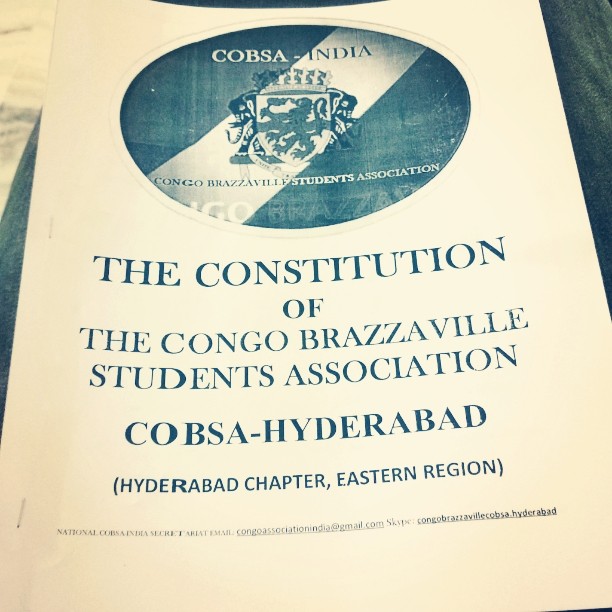 COBSA - INDIA
CONGO BRAZZAVILLE STUDENTS ASSOCIATION
THE CONSTITUTION
OF
THE CONGO BRAZZAVILLE
STUDENTS ASSOCIATION
COBSA-HYDERABAD
(HYDERABAD CHAPTER, EASTERN REGION)
NATIONAL COBSA INDIA SECRETARIAT EMAIL: congoassociationindia@gmail.com Skype: congobrazzavillecobsa.hyderabad